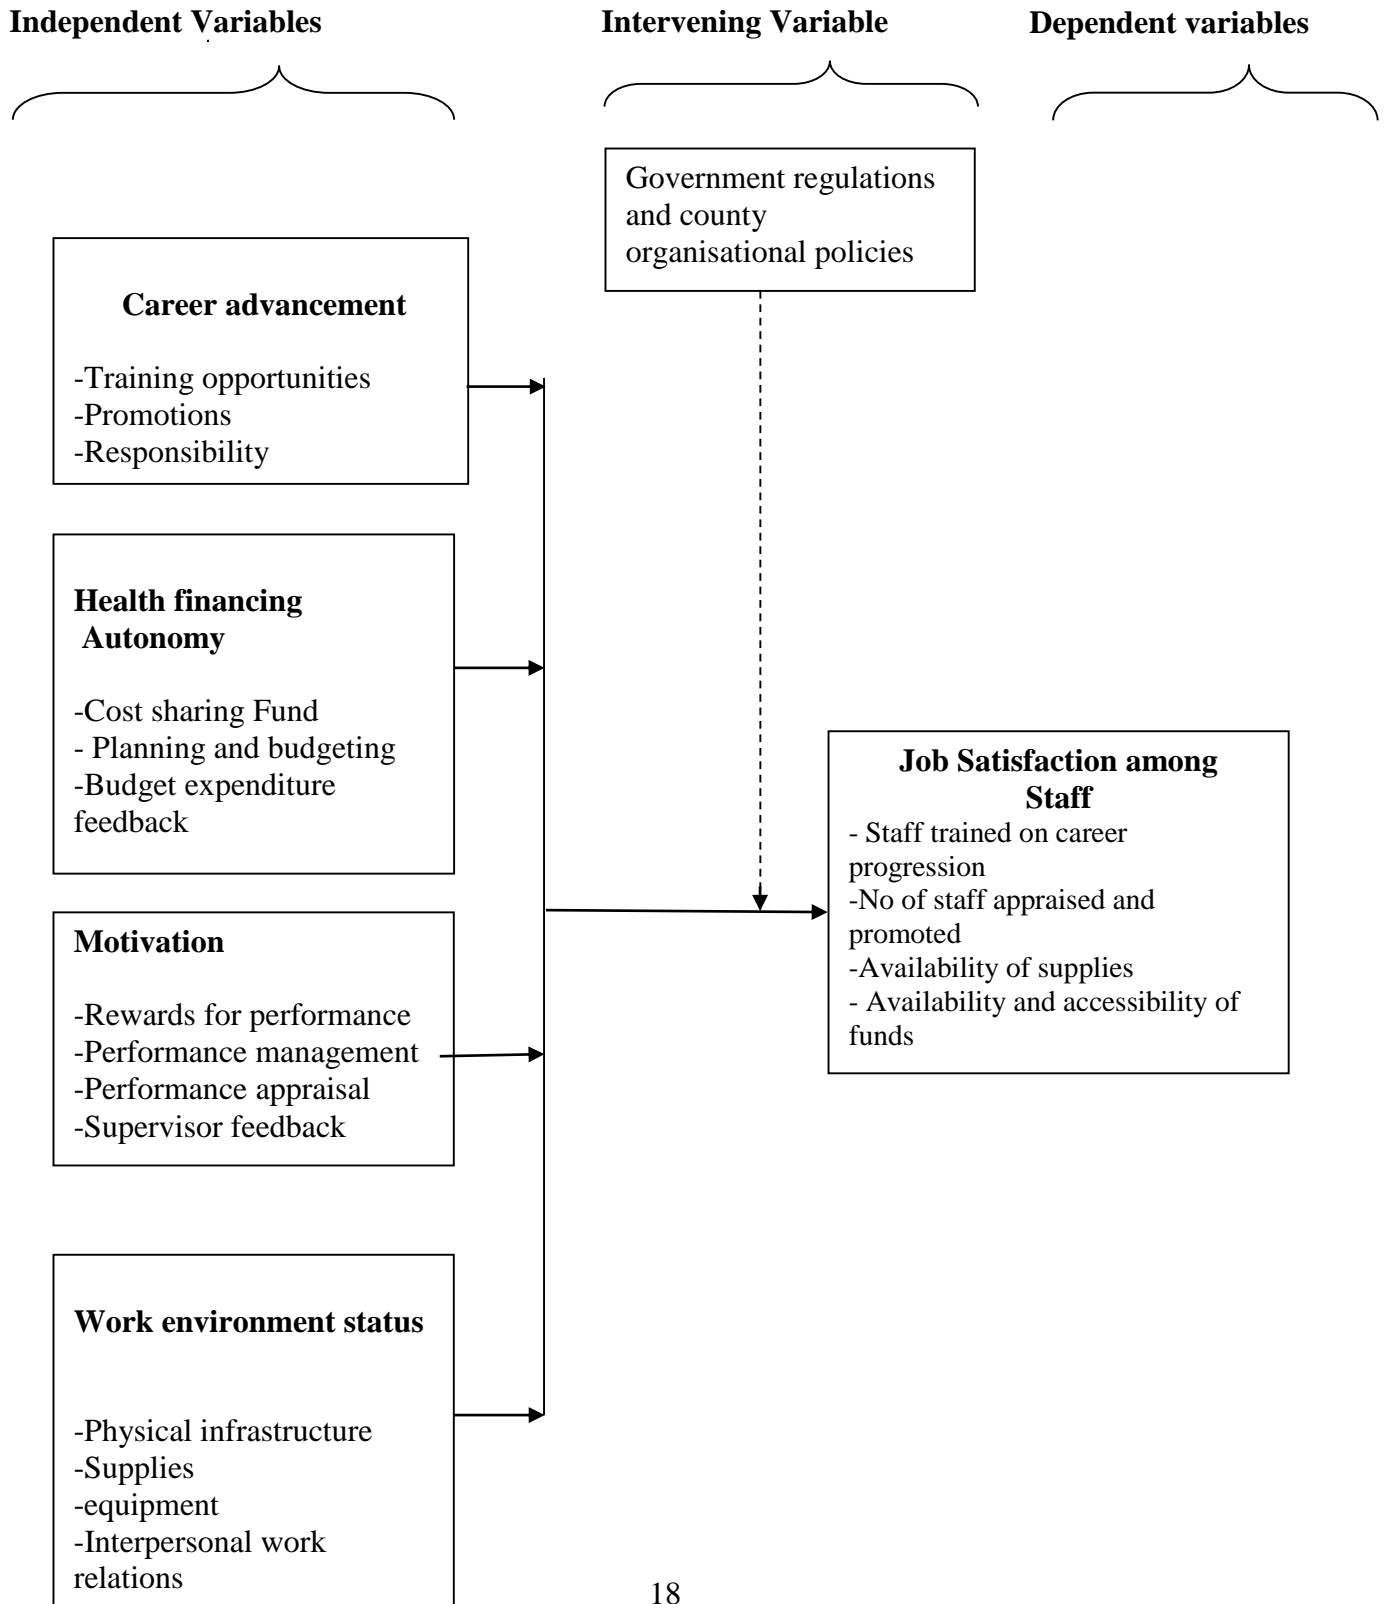 Independent Variables
Intervening Variable
Dependent variables
Government regulations
and county
organisational policies
Career advancement
-Training opportunities
-Promotions
-Responsibility
Health financing
Autonomy
-Cost sharing Fund
- Planning and budgeting
-Budget expenditure
feedback
Motivation
-Rewards for performance
-Performance management
-Performance appraisal
-Supervisor feedback
Work environment status
-Physical infrastructure
-Supplies
-equipment
-Interpersonal work
relations
Job Satisfaction among
Staff
- Staff trained on career
progression
-No of staff appraised and
promoted
-Availability of supplies
- Availability and accessibility of
funds
18